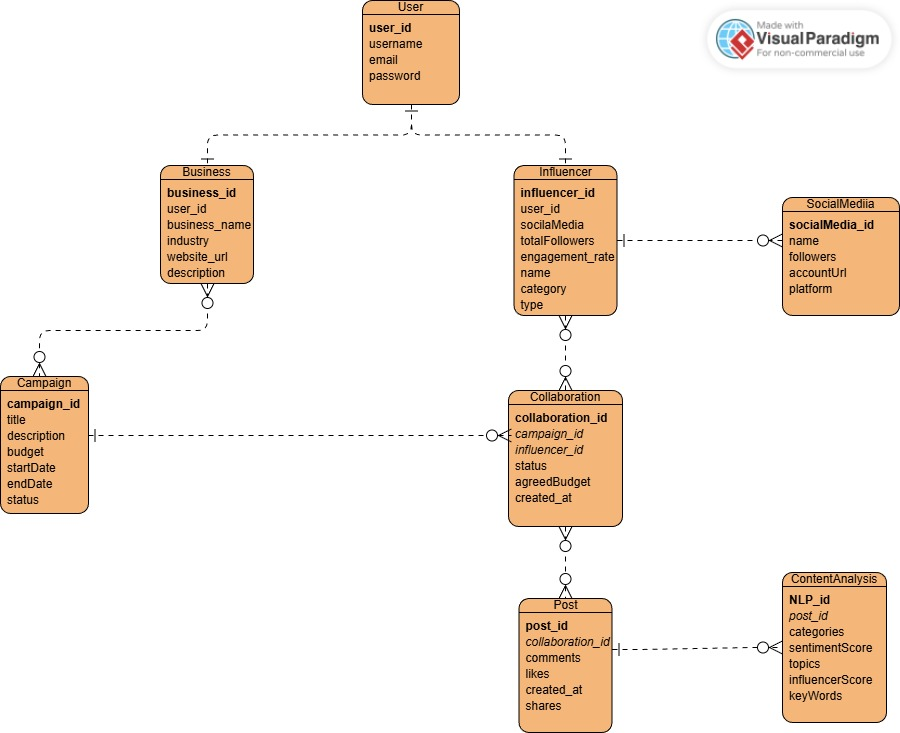 User
user_id
username
email
password
Made with
VisualParadigm
For non-commercial use
Business
business_id
user_id
business_name
industry
website_url
description
Influencer
influencer_id
user_id
socilaMedia
totalFollowers
engagement_rate
name
category
type
SocialMediia
socialMedia_id
name
followers
accountUrl
platform
Campaign
campaign_id
title
description
budget
startDate
endDate
status
Collaboration
collaboration_id
campaign_id
influencer_id
status
agreedBudget
created_at
Post
post_id
collaboration_id
comments
likes
created_at
shares
ContentAnalysis
NLP_id
post_id
categories
sentimentScore
topics
influencerScore
keyWords